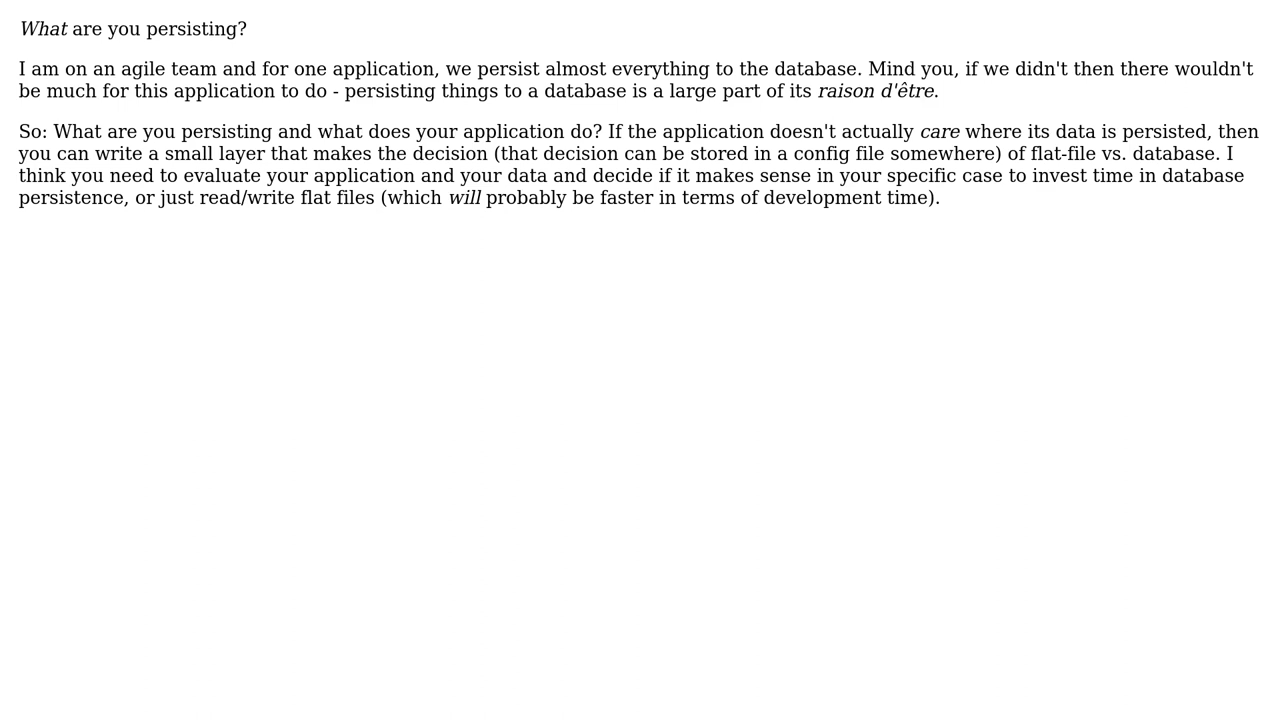 What are you persisting?
I am on an agile team and for one application, we persist almost everything to the database. Mind you, if we didn't then there wouldn't
be much for this application to do - persisting things to a database is a large part of its raison d'être.
So: What are you persisting and what does your application do? If the application doesn't actually care where its data is persisted, then
you can write a small layer that makes the decision (that decision can be stored in a config file somewhere) of flat-file vs. database. I
think you need to evaluate your application and your data and decide if it makes sense in your specific case to invest time in database
persistence, or just read/write flat files (which will probably be faster in terms of development time).